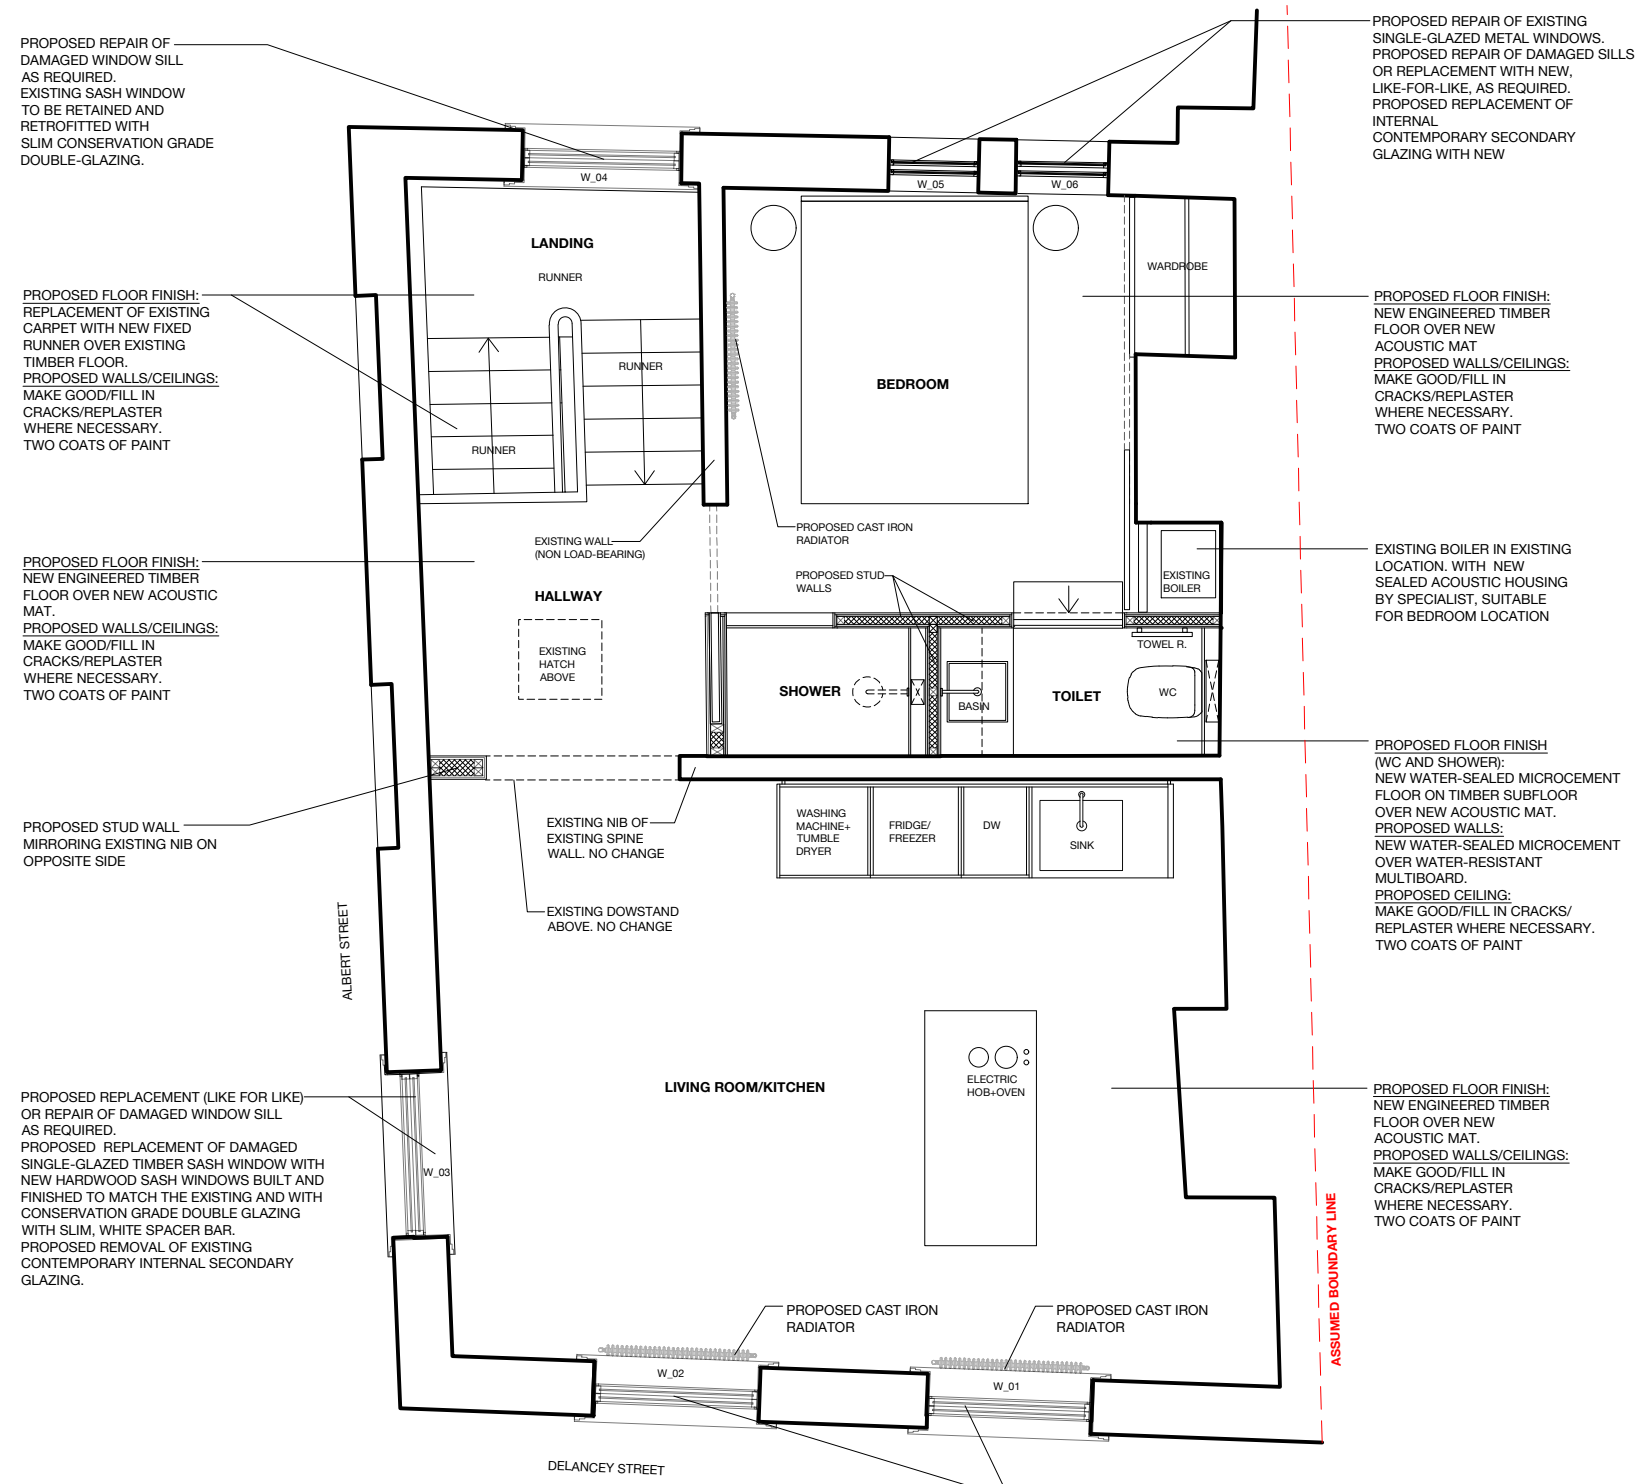 PROPOSED REPAIR OF
DAMAGED WINDOW SILL
AS REQUIRED.
EXISTING SASH WINDOW
TO BE RETAINED AND
RETROFITTED WITH
SLIM CONSERVATION GRADE
DOUBLE-GLAZING.
PROPOSED REPAIR OF EXISTING
SINGLE-GLAZED METAL WINDOWS.
PROPOSED REPAIR OF DAMAGED SILLS
OR REPLACEMENT WITH NEW,
LIKE-FOR-LIKE, AS REQUIRED.
PROPOSED REPLACEMENT OF
INTERNAL
CONTEMPORARY SECONDARY
GLAZING WITH NEW
W_04
W_05
W_06
LANDING
RUNNER
WARDROBE
PROPOSED FLOOR FINISH:
REPLACEMENT OF EXISTING
CARPET WITH NEW FIXED
RUNNER OVER EXISTING
TIMBER FLOOR.
PROPOSED WALLS/CEILINGS:
MAKE GOOD/FILL IN
CRACKS/REPLASTER
WHERE NECESSARY.
TWO COATS OF PAINT
RUNNER
RUNNER
BEDROOM
PROPOSED FLOOR FINISH:
NEW ENGINEERED TIMBER
FLOOR OVER NEW
ACOUSTIC MAT
PROPOSED WALLS/CEILINGS:
MAKE GOOD/FILL IN
CRACKS/REPLASTER
WHERE NECESSARY.
TWO COATS OF PAINT
EXISTING WALL
(NON LOAD-BEARING)
PROPOSED CAST IRON
RADIATOR
PROPOSED STUD
WALLS
EXISTING
BOILER
EXISTING BOILER IN EXISTING
LOCATION. WITH NEW
SEALED ACOUSTIC HOUSING
BY SPECIALIST, SUITABLE
FOR BEDROOM LOCATION
PROPOSED FLOOR FINISH:
NEW ENGINEERED TIMBER
FLOOR OVER NEW ACOUSTIC
MAT.
PROPOSED WALLS/CEILINGS:
MAKE GOOD/FILL IN
CRACKS/REPLASTER
WHERE NECESSARY.
TWO COATS OF PAINT
HALLWAY
EXISTING
HATCH
ABOVE
SHOWER
BASIN
TOILET
TOWEL R.
WC
PROPOSED FLOOR FINISH
(WC AND SHOWER):
NEW WATER-SEALED MICROCEMENT
FLOOR ON TIMBER SUBFLOOR
OVER NEW ACOUSTIC MAT.
PROPOSED WALLS:
NEW WATER-SEALED MICROCEMENT
OVER WATER-RESISTANT
MULTIBOARD.
PROPOSED CEILING:
MAKE GOOD/FILL IN CRACKS/
REPLASTER WHERE NECESSARY.
TWO COATS OF PAINT
PROPOSED STUD WALL
MIRRORING EXISTING NIB ON
OPPOSITE SIDE
EXISTING NIB OF
EXISTING SPINE
WALL. NO CHANGE
WASHING
MACHINE+
TUMBLE
DRYER
FRIDGE/
FREEZER
DW
SINK
EXISTING DOWSTAND
ABOVE. NO CHANGE
ALBERT STREET
LIVING ROOM/KITCHEN
ELECTRIC
HOB+OVEN
PROPOSED REPLACEMENT (LIKE FOR LIKE)
OR REPAIR OF DAMAGED WINDOW SILL
AS REQUIRED.
PROPOSED REPLACEMENT OF DAMAGED
SINGLE-GLAZED TIMBER SASH WINDOW WITH
NEW HARDWOOD SASH WINDOWS BUILT AND
FINISHED TO MATCH THE EXISTING AND WITH
CONSERVATION GRADE DOUBLE GLAZING
WITH SLIM, WHITE SPACER BAR.
PROPOSED REMOVAL OF EXISTING
CONTEMPORARY INTERNAL SECONDARY
GLAZING.
W_03
PROPOSED FLOOR FINISH:
NEW ENGINEERED TIMBER
FLOOR OVER NEW
ACOUSTIC MAT.
PROPOSED WALLS/CEILINGS:
MAKE GOOD/FILL IN
CRACKS/REPLASTER
WHERE NECESSARY.
TWO COATS OF PAINT
ASSUMED BOUNDARY LINE
PROPOSED CAST IRON
RADIATOR
PROPOSED CAST IRON
RADIATOR
W_02
W_01
DELANCEY STREET